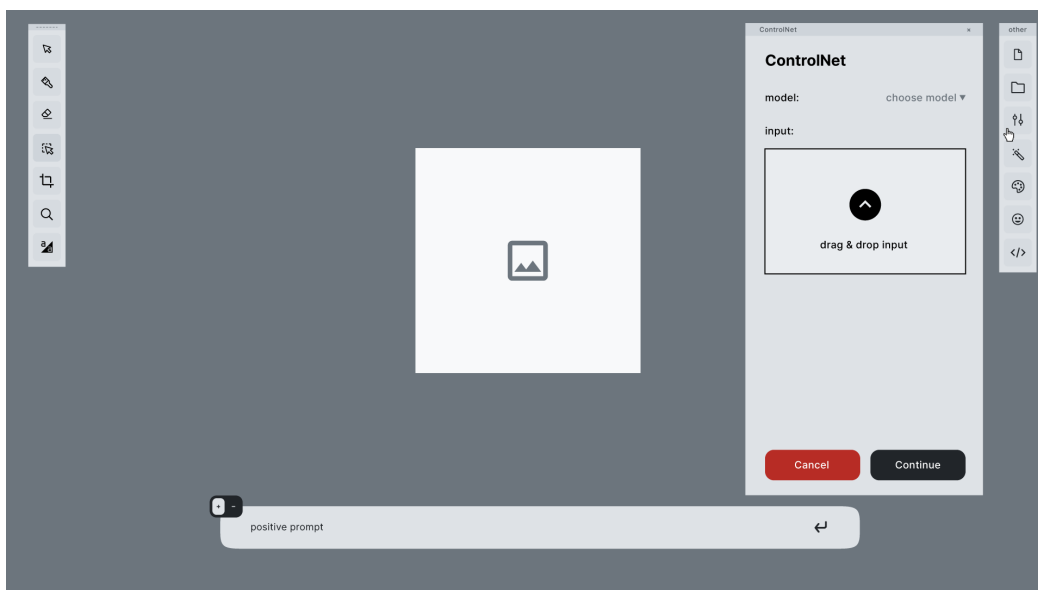 ControlNet
x
other
ControlNet
model:
choose model ▼
input:
drag & drop input
Cancel
Continue
+ -
positive prompt